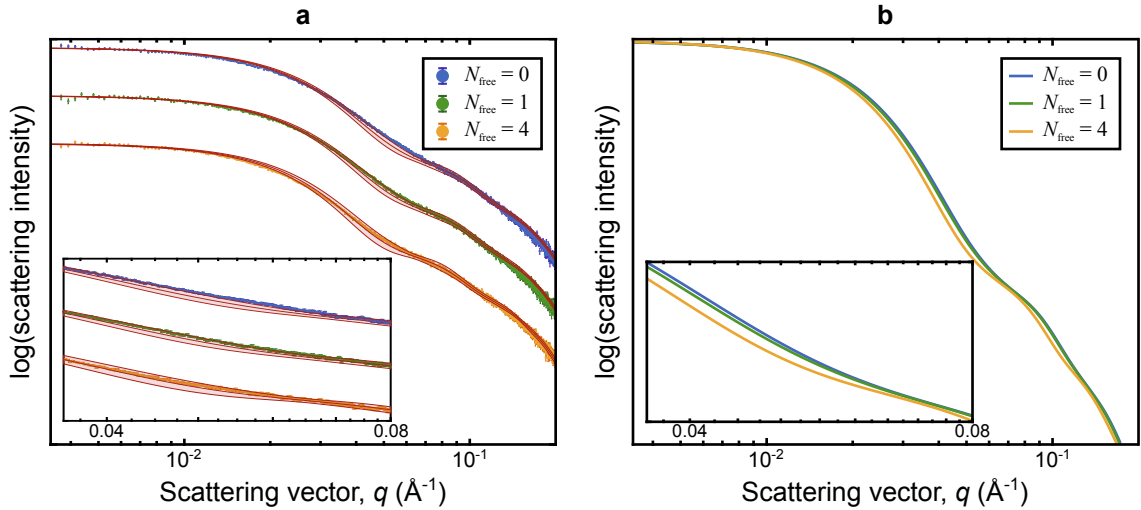 a
log(scattering intensity)
N_free = 0
N_free = 1
N_free = 4
0.04 0.08
10⁻² 10⁻¹
Scattering vector, q (Å⁻¹)
b
log(scattering intensity)
N_free = 0
N_free = 1
N_free = 4
0.04 0.08
10⁻² 10⁻¹
Scattering vector, q (Å⁻¹)